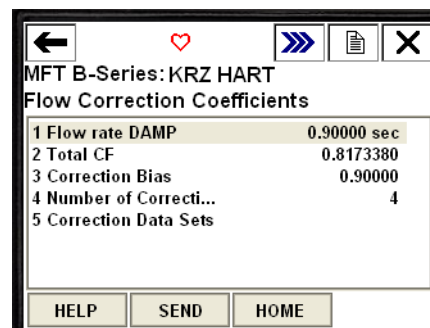 MFT B-Series: KRZ HART
Flow Correction Coefficients
1 Flow rate DAMP 0.90000 sec
2 Total CF 0.8173380
3 Correction Bias 0.90000
4 Number of Correcti... 4
5 Correction Data Sets
HELP SEND HOME